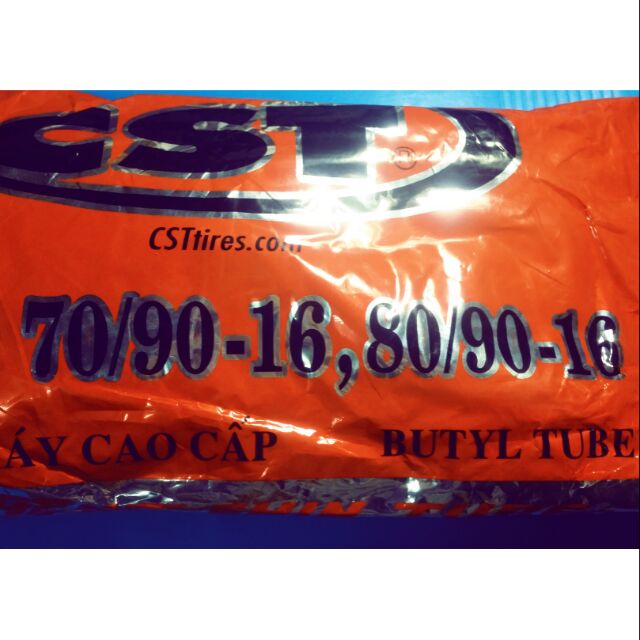 CST
®
CSTtires.com
70/90-16, 80/90-16
ÁY CAO CẤP BUTYL TUBE